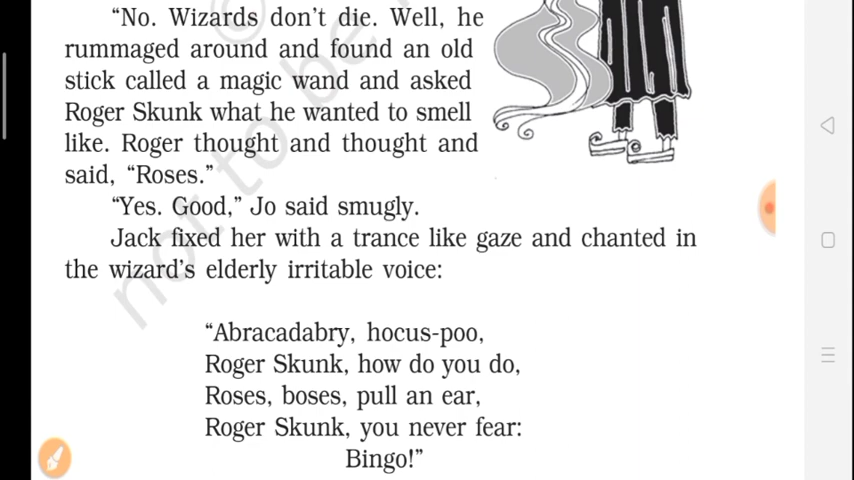 “No. Wizards don’t die. Well, he
rummaged around and found an old
stick called a magic wand and asked
Roger Skunk what he wanted to smell
like. Roger thought and thought and
said, “Roses.”
“Yes. Good,” Jo said smugly.
Jack fixed her with a trance like gaze and chanted in
the wizard’s elderly irritable voice:
“Abracadabry, hocus-poo,
Roger Skunk, how do you do,
Roses, boses, pull an ear,
Roger Skunk, you never fear:
Bingo!”
not to be